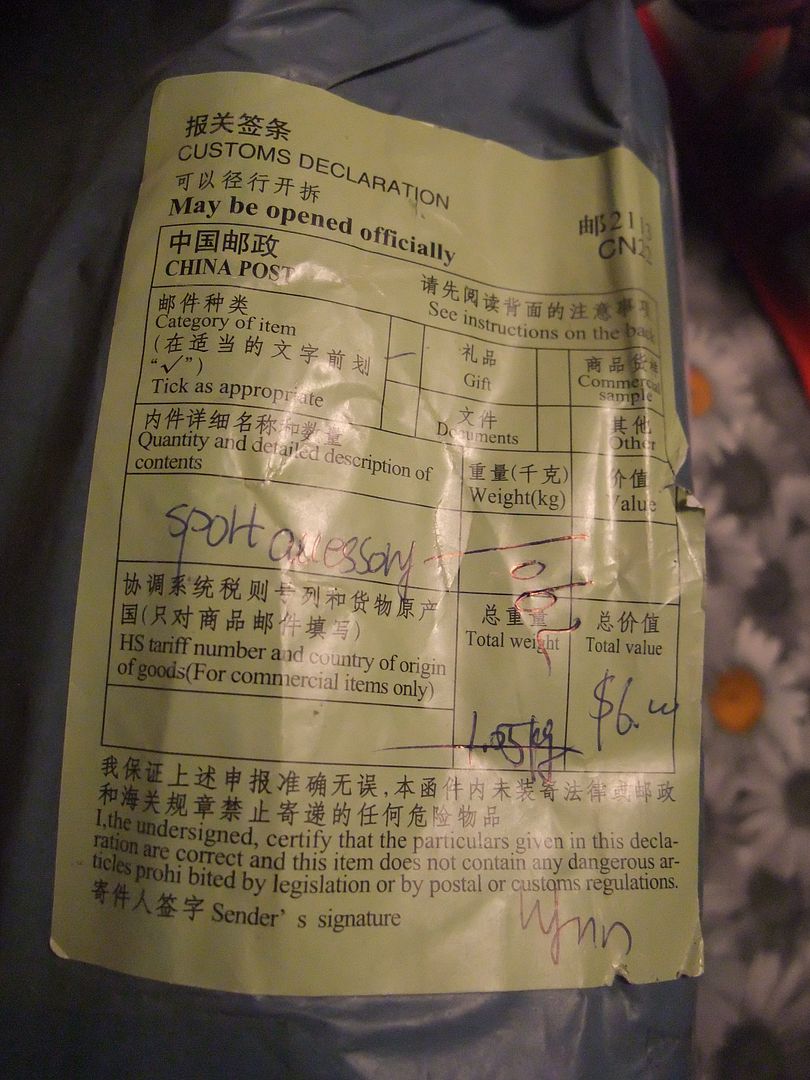 报关签条
CUSTOMS DECLARATION
可以径行开拆
May be opened officially
邮21
CN2
中国邮政
CHINA POST
请先阅读背面的注意事项
See instructions on the back
邮件种类
Category of item
(在适当的文字前划
“✓”)
Tick as appropriate
礼品
Gift
商品货样
Commercial
sample
文件
Documents
其他
Other
内件详细名称和数量
Quantity and detailed description of
contents
重量(千克)
Weight(kg)
价值
Value
sport accessory
协调系统税则号列和货物原产
国(只对商品邮件填写)
HS tariff number and country of origin
of goods(For commercial items only)
总重量
Total weight
总价值
Total value
1.05kg
$6.
我保证上述申报准确无误,本函件内未装寄法律或邮政
和海关规章禁止寄递的任何危险物品
I,the undersigned, certify that the particulars given in this decla-
ration are correct and this item does not contain any dangerous ar-
ticles prohi bited by legislation or by postal or customs regulations.
寄件人签字 Sender’ s signature
lynn